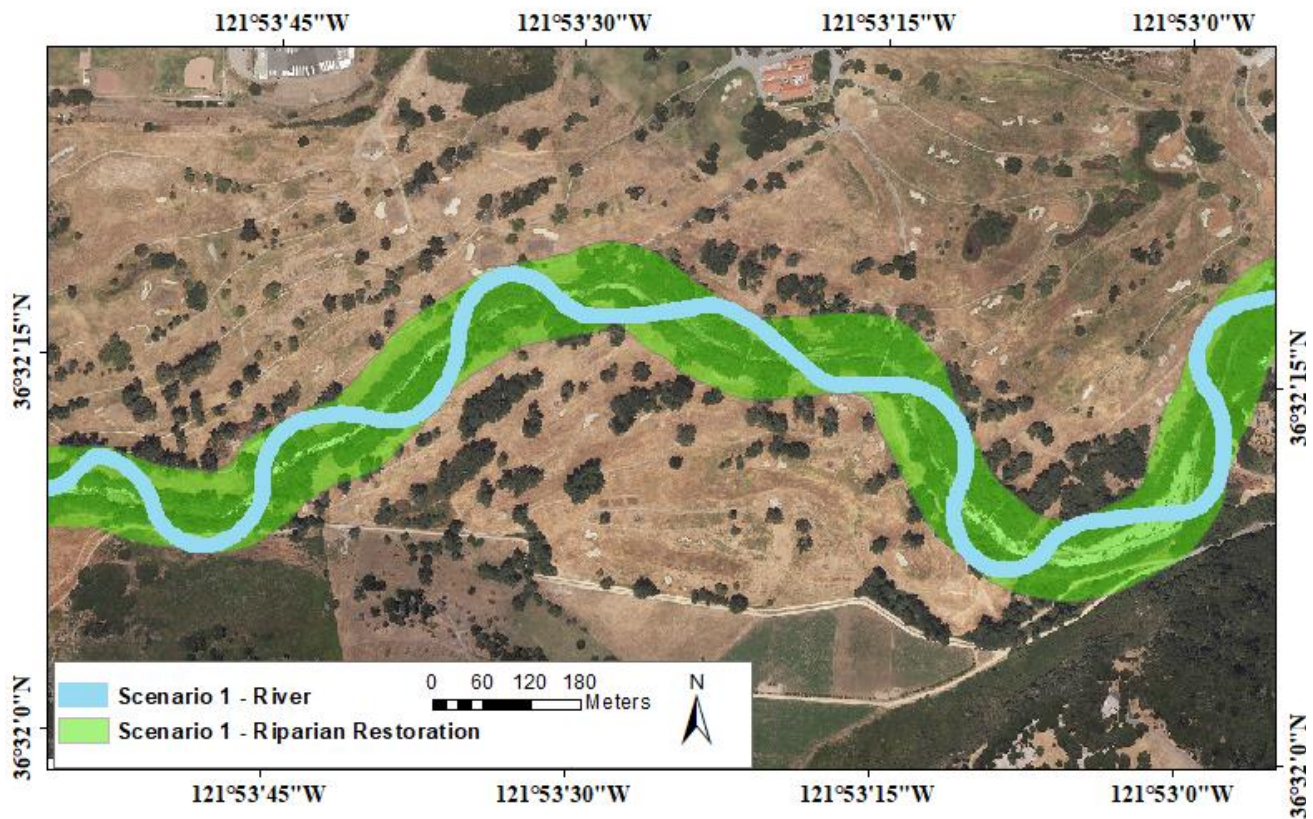 121°53'45"W 121°53'30"W 121°53'15"W 121°53'0"W
36°32'15"N
36°32'15"N
Scenario 1 - River
Scenario 1 - Riparian Restoration
0 60 120 180
Meters
N
36°32'0"N
36°32'0"N
121°53'45"W 121°53'30"W 121°53'15"W 121°53'0"W